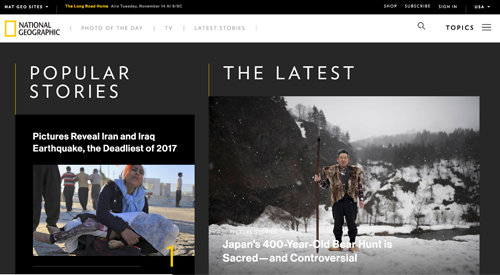 NAT GEO SITES
The Long Road Home Airs Tuesday, November 14 At 9/8C
SHOP SUBSCRIBE SIGN IN USA
NATIONAL
GEOGRAPHIC
PHOTO OF THE DAY TV LATEST STORIES
TOPICS
POPULAR
STORIES
Pictures Reveal Iran and Iraq
Earthquake, the Deadliest of 2017
THE LATEST
Japan's 400-Year-Old Bear Hunt is
Sacred—and Controversial